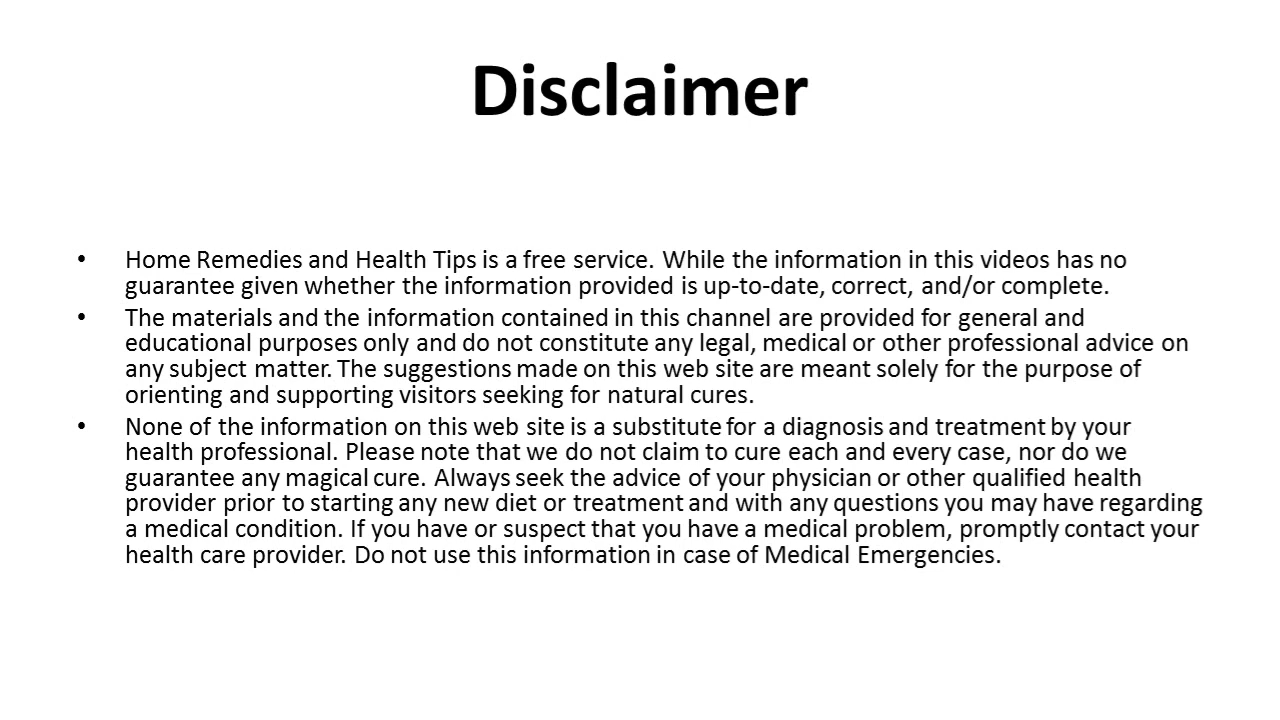 Disclaimer
• Home Remedies and Health Tips is a free service. While the information in this videos has no
guarantee given whether the information provided is up-to-date, correct, and/or complete.
• The materials and the information contained in this channel are provided for general and
educational purposes only and do not constitute any legal, medical or other professional advice on
any subject matter. The suggestions made on this web site are meant solely for the purpose of
orienting and supporting visitors seeking for natural cures.
• None of the information on this web site is a substitute for a diagnosis and treatment by your
health professional. Please note that we do not claim to cure each and every case, nor do we
guarantee any magical cure. Always seek the advice of your physician or other qualified health
provider prior to starting any new diet or treatment and with any questions you may have regarding
a medical condition. If you have or suspect that you have a medical problem, promptly contact your
health care provider. Do not use this information in case of Medical Emergencies.